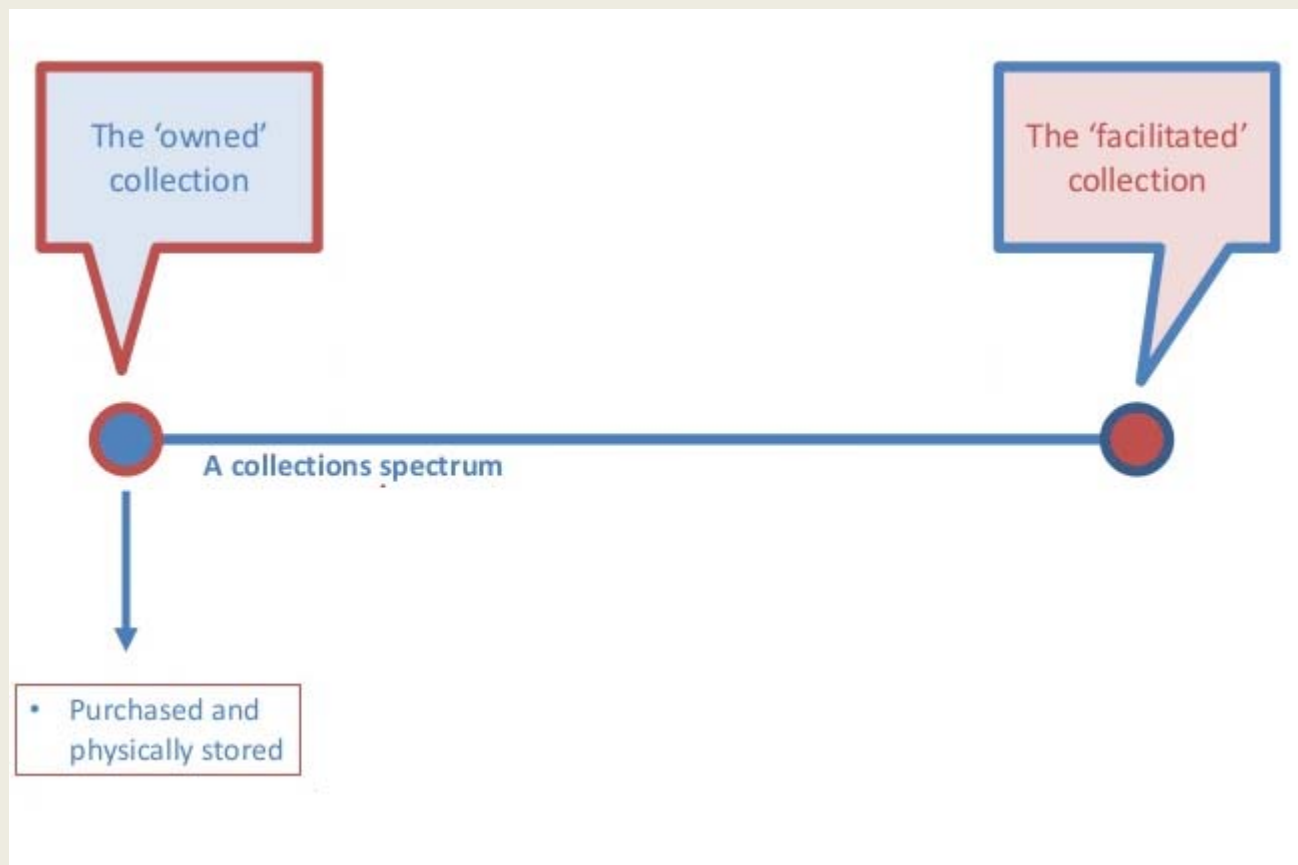 The ‘owned’
collection
The ‘facilitated’
collection
A collections spectrum
• Purchased and
physically stored